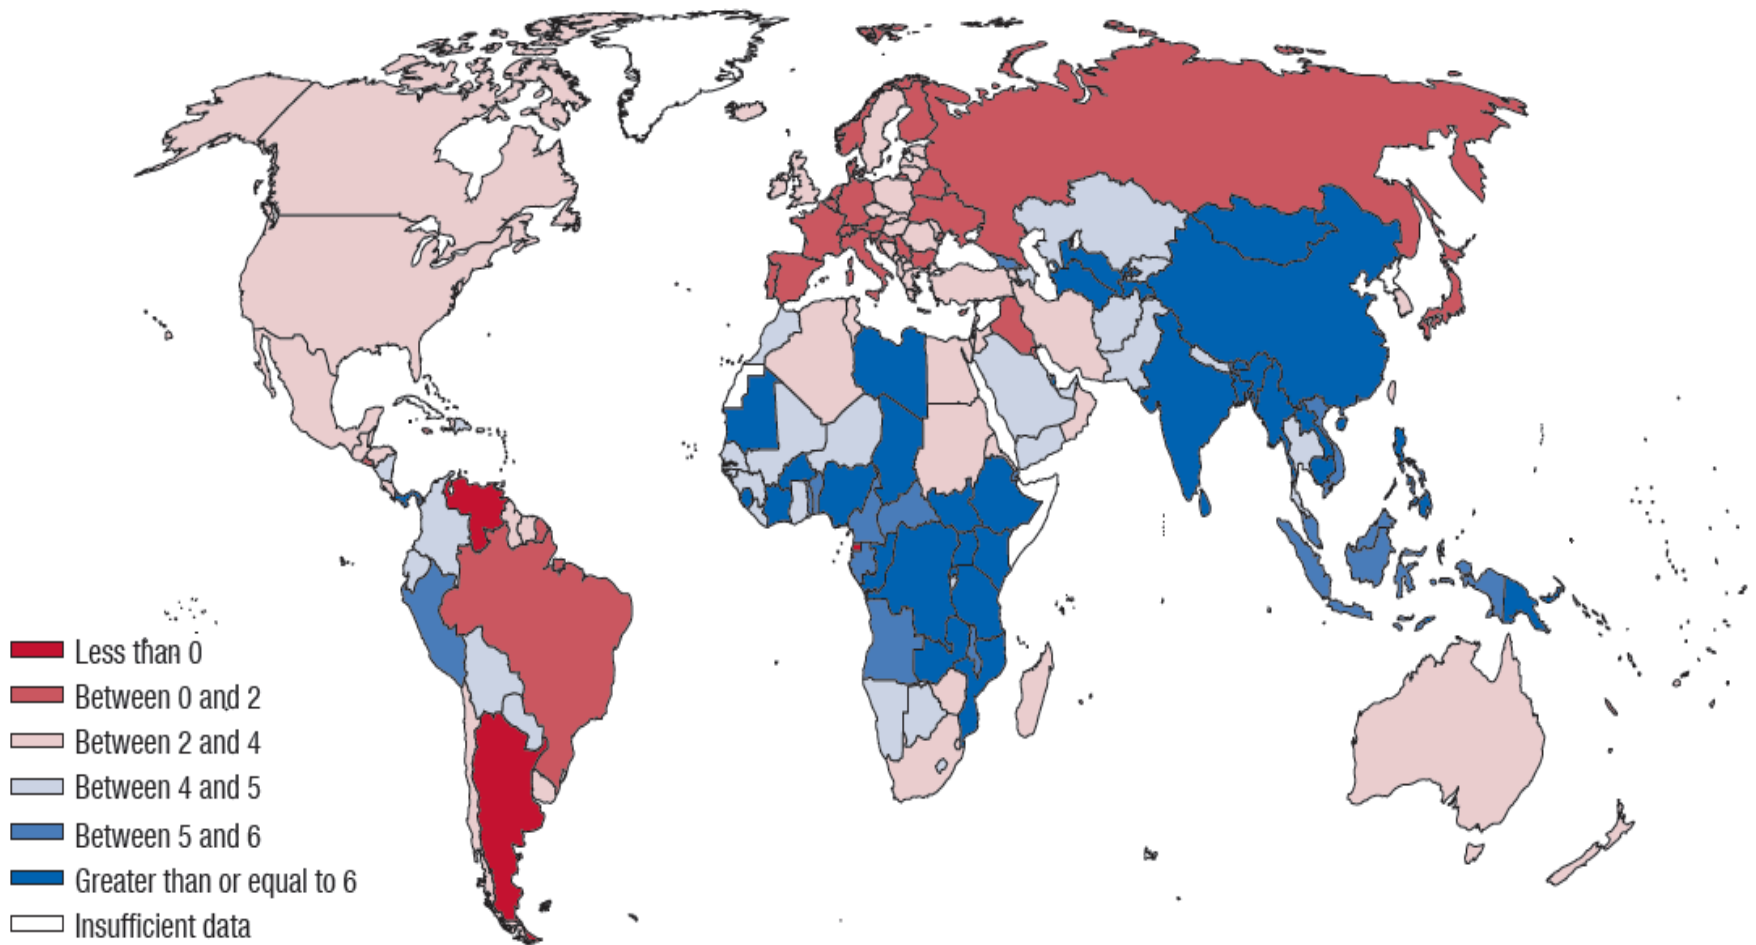 Less than 0
Between 0 and 2
Between 2 and 4
Between 4 and 5
Between 5 and 6
Greater than or equal to 6
Insufficient data